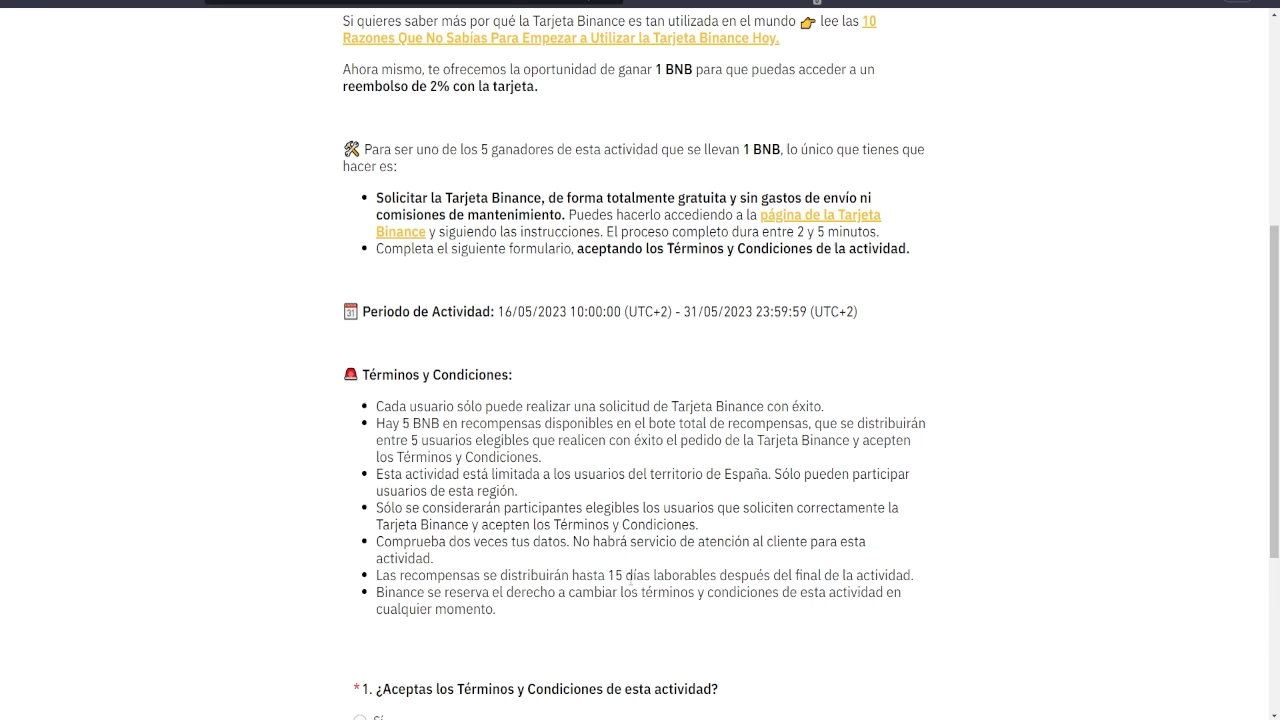 Si quieres saber más por qué la Tarjeta Binance es tan utilizada en el mundo 👉 lee las 10
Razones Que No Sabías Para Empezar a Utilizar la Tarjeta Binance Hoy.
Ahora mismo, te ofrecemos la oportunidad de ganar 1 BNB para que puedas acceder a un
reembolso de 2% con la tarjeta.
🛠 Para ser uno de los 5 ganadores de esta actividad que se llevan 1 BNB, lo único que tienes que
hacer es:
• Solicitar la Tarjeta Binance, de forma totalmente gratuita y sin gastos de envío ni
comisiones de mantenimiento. Puedes hacerlo accediendo a la página de la Tarjeta
Binance y siguiendo las instrucciones. El proceso completo dura entre 2 y 5 minutos.
• Completa el siguiente formulario, aceptando los Términos y Condiciones de la actividad.
📅 Periodo de Actividad: 16/05/2023 10:00:00 (UTC+2) - 31/05/2023 23:59:59 (UTC+2)
🚨 Términos y Condiciones:
• Cada usuario sólo puede realizar una solicitud de Tarjeta Binance con éxito.
• Hay 5 BNB en recompensas disponibles en el bote total de recompensas, que se distribuirán
entre 5 usuarios elegibles que realicen con éxito el pedido de la Tarjeta Binance y acepten
los Términos y Condiciones.
• Esta actividad está limitada a los usuarios del territorio de España. Sólo pueden participar
usuarios de esta región.
• Sólo se considerarán participantes elegibles los usuarios que soliciten correctamente la
Tarjeta Binance y acepten los Términos y Condiciones.
• Comprueba dos veces tus datos. No habrá servicio de atención al cliente para esta
actividad.
• Las recompensas se distribuirán hasta 15 días laborables después del final de la actividad.
• Binance se reserva el derecho a cambiar los términos y condiciones de esta actividad en
cualquier momento.
*1. ¿Aceptas los Términos y Condiciones de esta actividad?
Sí